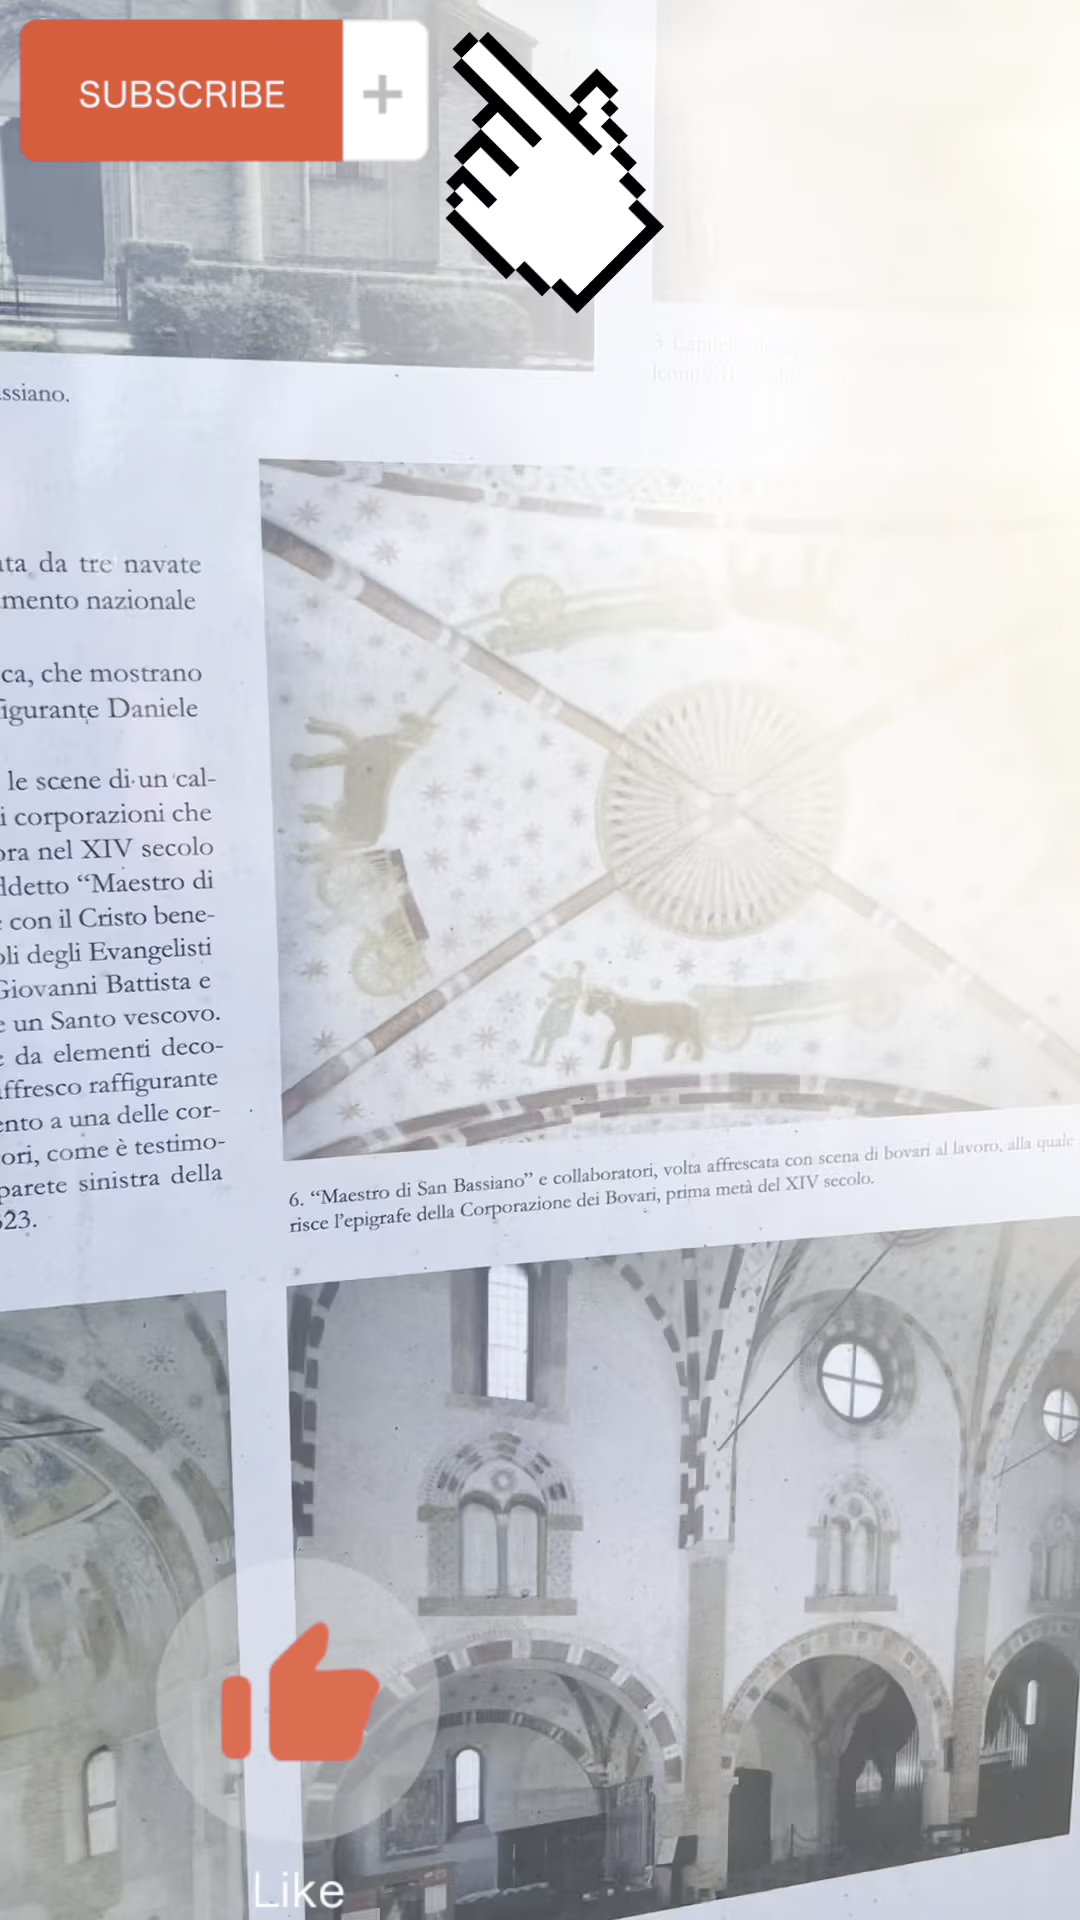 SUBSCRIBE
ssiano.
ta da tre navate
mento nazionale
ca, che mostrano
igurante Daniele
le scene di un cal-
i corporazioni che
ora nel XIV secolo
ddetto “Maestro di
con il Cristo bene-
oli degli Evangelisti
Giovanni Battista e
e un Santo vescovo.
e da elementi deco-
affresco raffigurante
ento a una delle cor-
ori, come è testimo-
parete sinistra della
523.
6. “Maestro di San Bassiano” e collaboratori, volta affrescata con scena di bovari al lavoro, alla quale
risce l’epigrafe della Corporazione dei Bovari, prima metà del XIV secolo.
Like